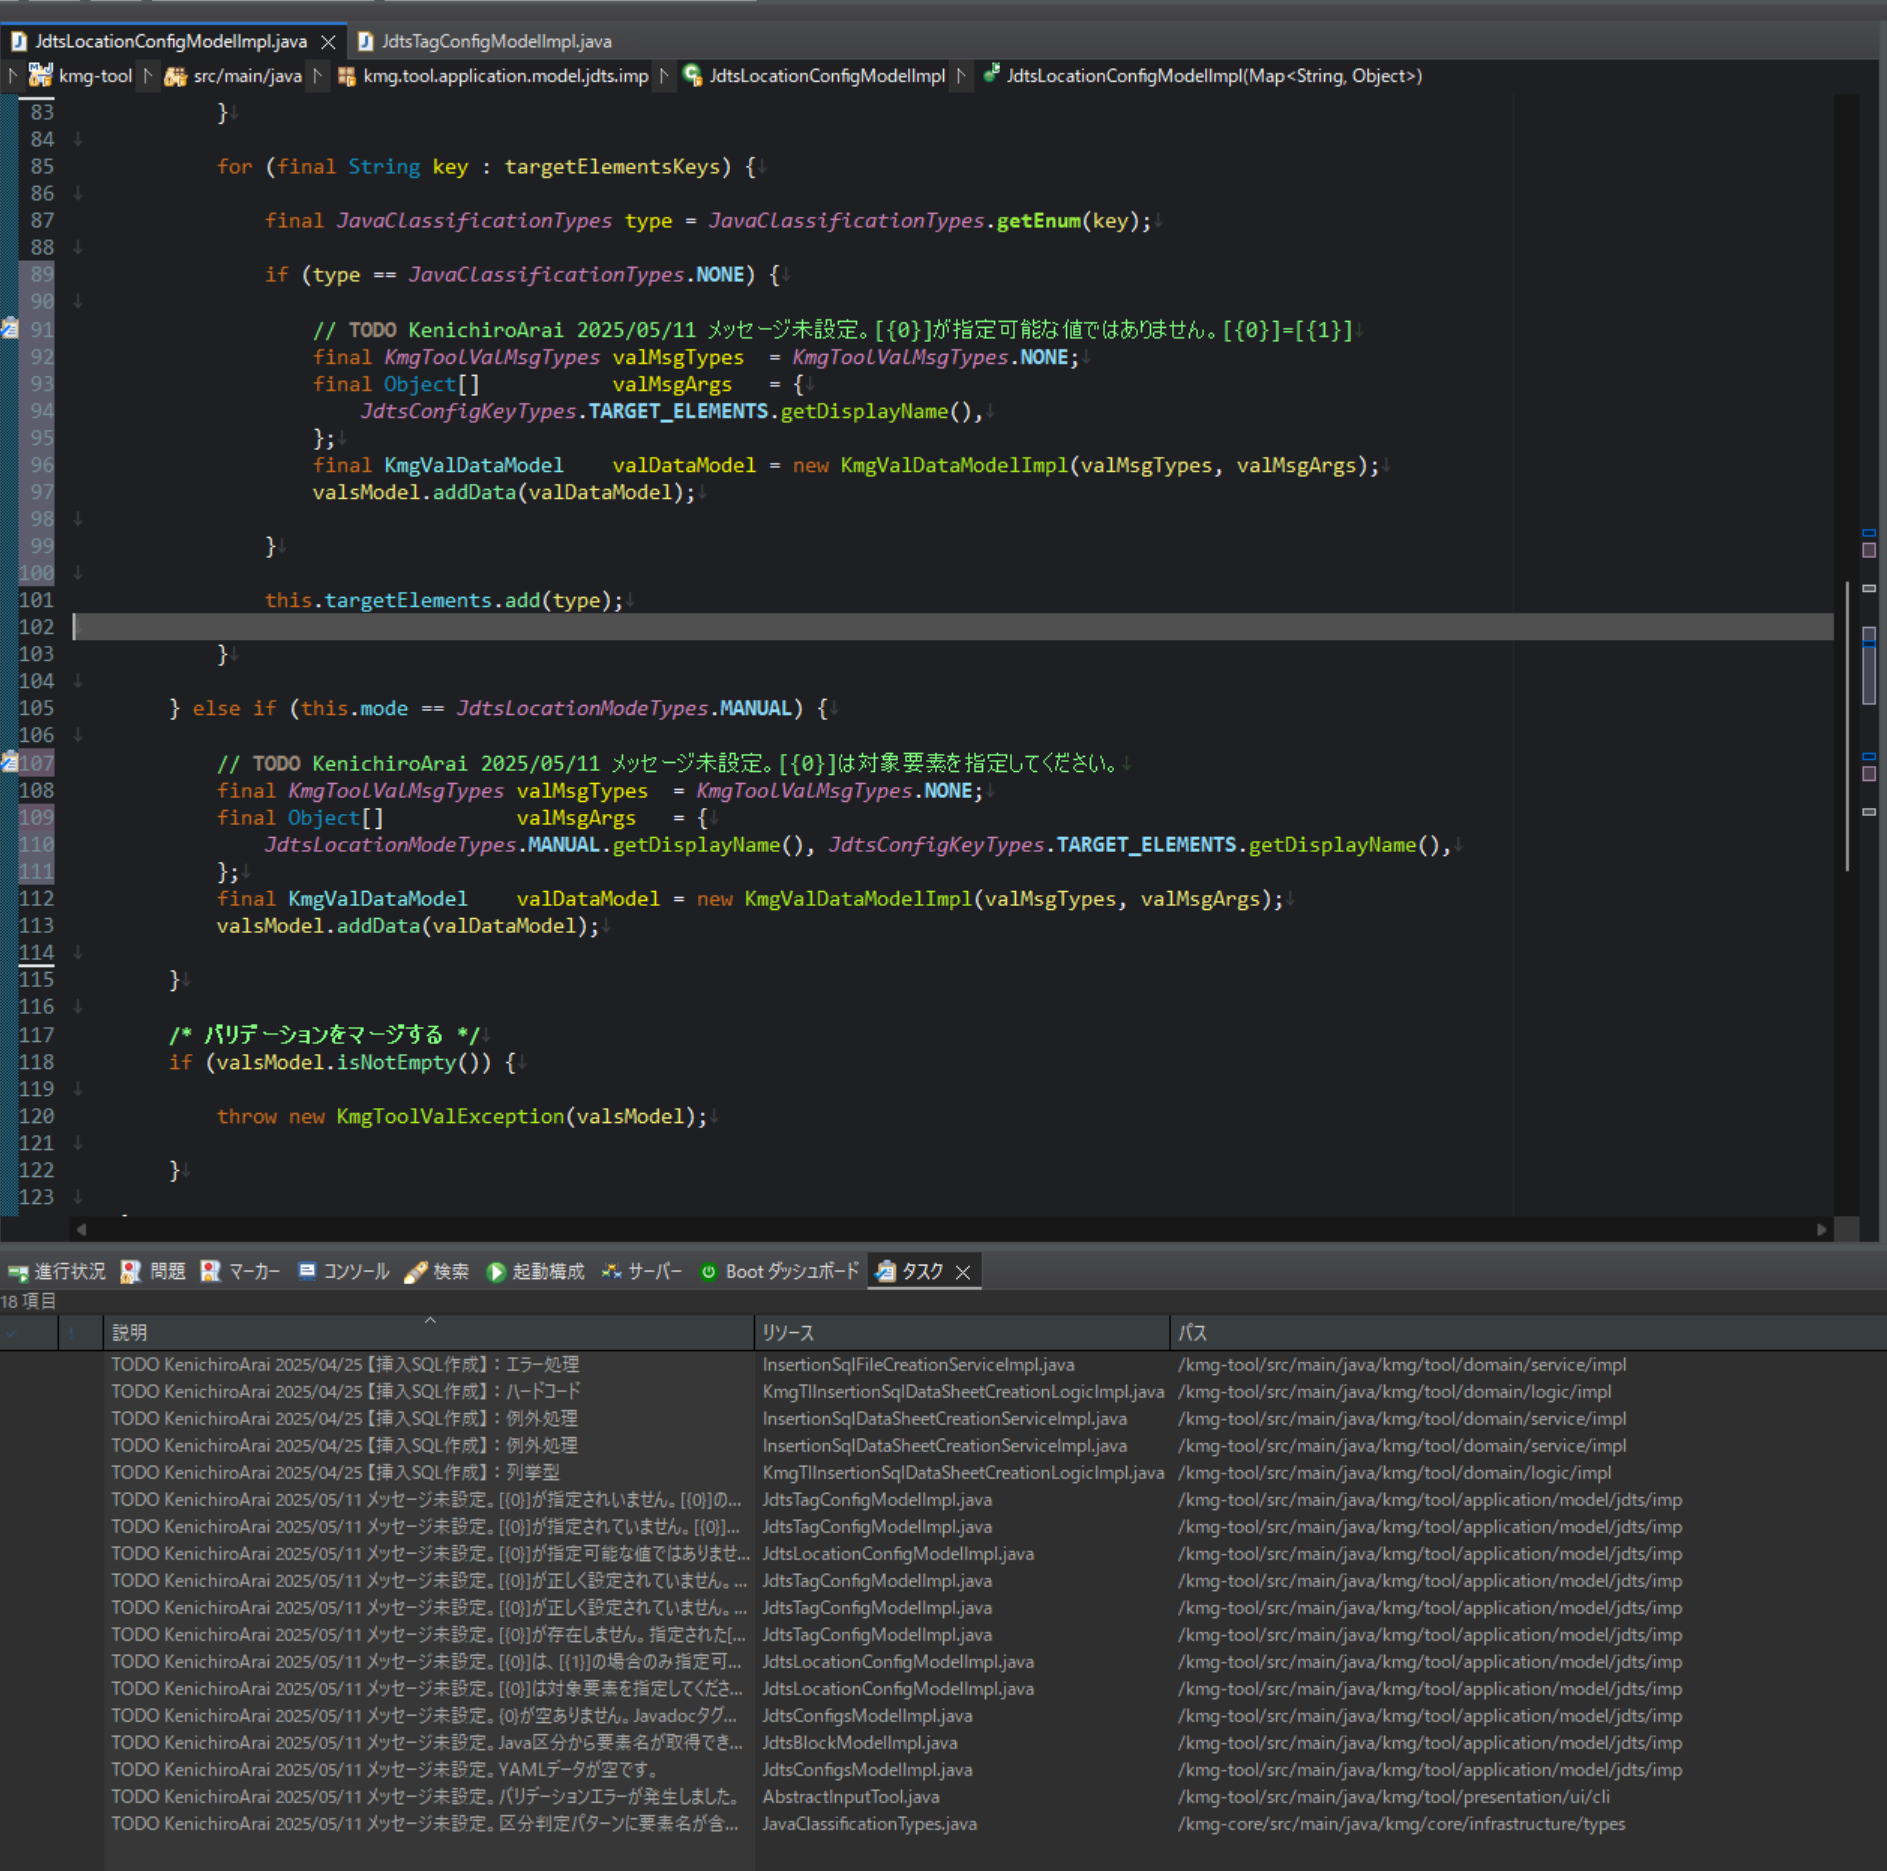 JdtsLocationConfigModelImpl.java JdtsTagConfigModelImpl.java
kmg-tool src/main/java kmg.tool.application.model.jdts.imp JdtsLocationConfigModelImpl JdtsLocationConfigModelImpl(Map<String, Object>)
83 }↓
84 ↓
85 for (final String key : targetElementsKeys) {↓
86 ↓
87 final JavaClassificationTypes type = JavaClassificationTypes.getEnum(key);↓
88 ↓
89 if (type == JavaClassificationTypes.NONE) {↓
90 ↓
91 // TODO KenichiroArai 2025/05/11 メッセージ未設定。[{0}]が指定可能な値ではありません。[{0}]=[{1}]↓
92 final KmgToolValMsgTypes valMsgTypes = KmgToolValMsgTypes.NONE;↓
93 final Object[] valMsgArgs = {↓
94 JdtsConfigKeyTypes.TARGET_ELEMENTS.getDisplayName(),↓
95 };↓
96 final KmgValDataModel valDataModel = new KmgValDataModelImpl(valMsgTypes, valMsgArgs);↓
97 valsModel.addData(valDataModel);↓
98 ↓
99 }↓
100 ↓
101 this.targetElements.add(type);↓
102 ↓
103 }↓
104 ↓
105 } else if (this.mode == JdtsLocationModeTypes.MANUAL) {↓
106 ↓
107 // TODO KenichiroArai 2025/05/11 メッセージ未設定。[{0}]は対象要素を指定してください。↓
108 final KmgToolValMsgTypes valMsgTypes = KmgToolValMsgTypes.NONE;↓
109 final Object[] valMsgArgs = {↓
110 JdtsLocationModeTypes.MANUAL.getDisplayName(), JdtsConfigKeyTypes.TARGET_ELEMENTS.getDisplayName(),↓
111 };↓
112 final KmgValDataModel valDataModel = new KmgValDataModelImpl(valMsgTypes, valMsgArgs);↓
113 valsModel.addData(valDataModel);↓
114 ↓
115 }↓
116 ↓
117 /* バリデーションをマージする */↓
118 if (valsModel.isNotEmpty()) {↓
119 ↓
120 throw new KmgToolValException(valsModel);↓
121 ↓
122 }↓
123 ↓
進行状況 問題 マーカー コンソール 検索 起動構成 サーバー Boot ダッシュボード タスク
18 項目
! 説明 リソース パス
TODO KenichiroArai 2025/04/25 【挿入SQL作成】：エラー処理 InsertionSqlFileCreationServiceImpl.java /kmg-tool/src/main/java/kmg/tool/domain/service/impl
TODO KenichiroArai 2025/04/25 【挿入SQL作成】：ハードコード KmgTlInsertionSqlDataSheetCreationLogicImpl.java /kmg-tool/src/main/java/kmg/tool/domain/logic/impl
TODO KenichiroArai 2025/04/25 【挿入SQL作成】：例外処理 InsertionSqlDataSheetCreationServiceImpl.java /kmg-tool/src/main/java/kmg/tool/domain/service/impl
TODO KenichiroArai 2025/04/25 【挿入SQL作成】：例外処理 InsertionSqlDataSheetCreationServiceImpl.java /kmg-tool/src/main/java/kmg/tool/domain/service/impl
TODO KenichiroArai 2025/04/25 【挿入SQL作成】：列挙型 KmgTlInsertionSqlDataSheetCreationLogicImpl.java /kmg-tool/src/main/java/kmg/tool/domain/logic/impl
TODO KenichiroArai 2025/05/11 メッセージ未設定。[{0}]が指定されいません。[{0}]の... JdtsTagConfigModelImpl.java /kmg-tool/src/main/java/kmg/tool/application/model/jdts/imp
TODO KenichiroArai 2025/05/11 メッセージ未設定。[{0}]が指定されていません。[{0}]... JdtsTagConfigModelImpl.java /kmg-tool/src/main/java/kmg/tool/application/model/jdts/imp
TODO KenichiroArai 2025/05/11 メッセージ未設定。[{0}]が指定可能な値ではありませ... JdtsLocationConfigModelImpl.java /kmg-tool/src/main/java/kmg/tool/application/model/jdts/imp
TODO KenichiroArai 2025/05/11 メッセージ未設定。[{0}]が正しく設定されていません。... JdtsTagConfigModelImpl.java /kmg-tool/src/main/java/kmg/tool/application/model/jdts/imp
TODO KenichiroArai 2025/05/11 メッセージ未設定。[{0}]が正しく設定されていません。... JdtsTagConfigModelImpl.java /kmg-tool/src/main/java/kmg/tool/application/model/jdts/imp
TODO KenichiroArai 2025/05/11 メッセージ未設定。[{0}]が存在しません。指定された[... JdtsTagConfigModelImpl.java /kmg-tool/src/main/java/kmg/tool/application/model/jdts/imp
TODO KenichiroArai 2025/05/11 メッセージ未設定。[{0}]は、[{1}]の場合のみ指定可... JdtsLocationConfigModelImpl.java /kmg-tool/src/main/java/kmg/tool/application/model/jdts/imp
TODO KenichiroArai 2025/05/11 メッセージ未設定。[{0}]は対象要素を指定してくださ... JdtsLocationConfigModelImpl.java /kmg-tool/src/main/java/kmg/tool/application/model/jdts/imp
TODO KenichiroArai 2025/05/11 メッセージ未設定。{0}が空ありません。Javadocタグ... JdtsConfigsModelImpl.java /kmg-tool/src/main/java/kmg/tool/application/model/jdts/imp
TODO KenichiroArai 2025/05/11 メッセージ未設定。Java区分から要素名が取得でき... JdtsBlockModelImpl.java /kmg-tool/src/main/java/kmg/tool/application/model/jdts/imp
TODO KenichiroArai 2025/05/11 メッセージ未設定。YAMLデータが空です。 JdtsConfigsModelImpl.java /kmg-tool/src/main/java/kmg/tool/application/model/jdts/imp
TODO KenichiroArai 2025/05/11 メッセージ未設定。バリデーションエラーが発生しました。 AbstractInputTool.java /kmg-tool/src/main/java/kmg/tool/presentation/ui/cli
TODO KenichiroArai 2025/05/11 メッセージ未設定。区分判定パターンに要素名が含... JavaClassificationTypes.java /kmg-core/src/main/java/kmg/core/infrastructure/types